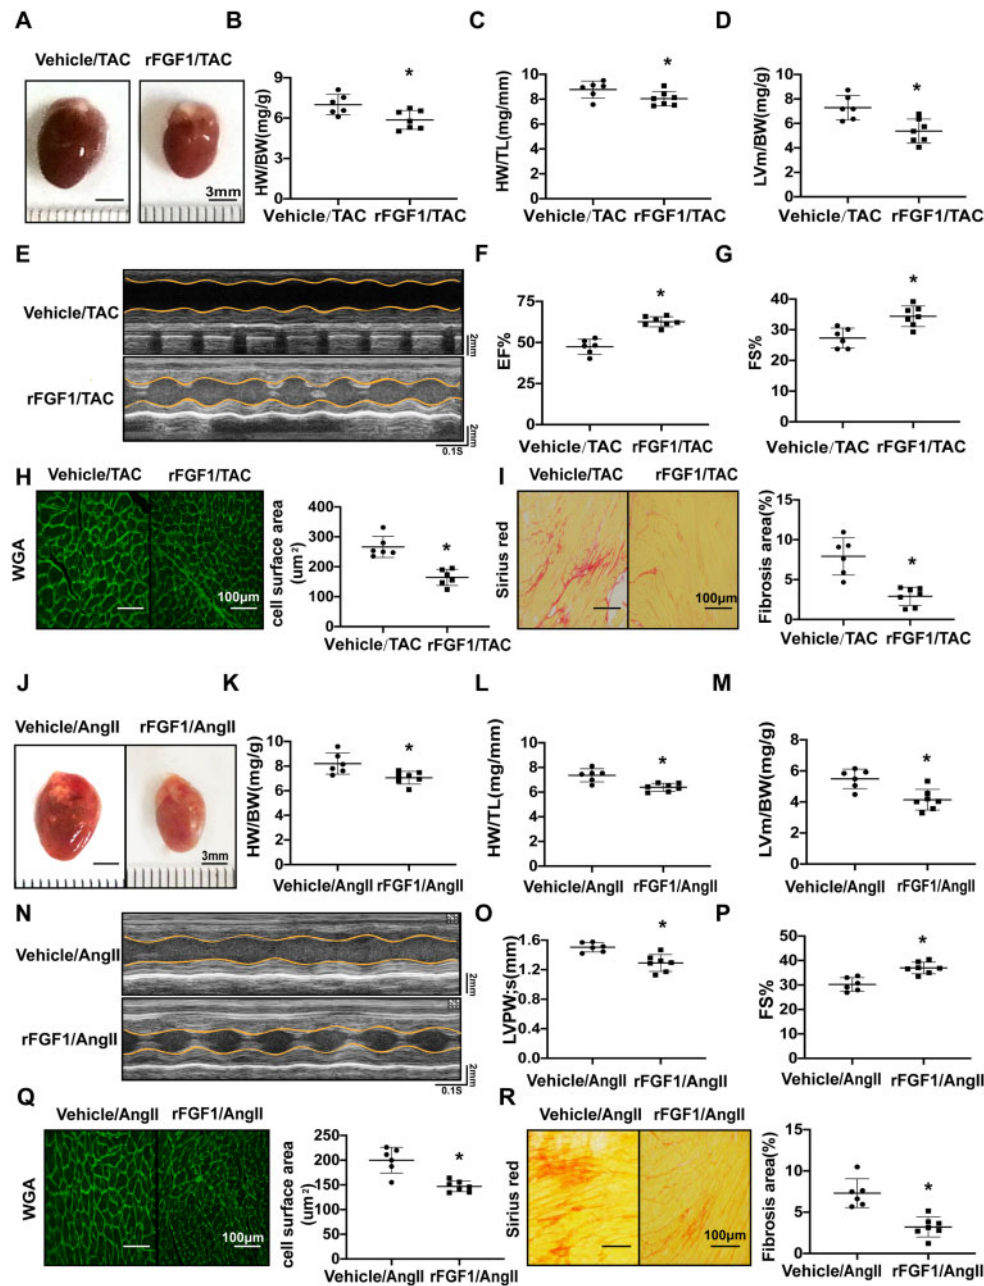 A
Vehicle/TAC rFGF1/TAC
3mm
B
HW/BW(mg/g)
9
6
3
0
*
Vehicle/TAC rFGF1/TAC
C
HW/TL(mg/mm)
10
8
6
4
2
0
*
Vehicle/TAC rFGF1/TAC
D
LVm/BW(mg/g)
10
8
6
4
2
0
*
Vehicle/TAC rFGF1/TAC
E
Vehicle/TAC
2mm
rFGF1/TAC
2mm
0.1S
F
EF%
75
50
25
0
*
Vehicle/TAC rFGF1/TAC
G
FS%
40
30
20
10
0
*
Vehicle/TAC rFGF1/TAC
H
Vehicle/TAC rFGF1/TAC
WGA
100μm
cell surface area
(um²)
400
300
200
100
0
*
Vehicle/TAC rFGF1/TAC
I
Vehicle/TAC rFGF1/TAC
Sirius red
100μm
Fibrosis area(%)
15
10
5
0
*
Vehicle/TAC rFGF1/TAC
J
Vehicle/AngII rFGF1/AngII
3mm
K
HW/BW(mg/g)
10
8
6
4
2
0
*
Vehicle/AngII rFGF1/AngII
L
HW/TL(mg/mm)
10
8
6
4
2
0
*
Vehicle/AngII rFGF1/AngII
M
LVm/BW(mg/g)
8
6
4
2
0
*
Vehicle/AngII rFGF1/AngII
N
Vehicle/AngII
2mm
rFGF1/AngII
2mm
0.1S
O
LVPW;s(mm)
1.6
1.2
0.8
0.4
0.0
*
Vehicle/AngII rFGF1/AngII
P
FS%
50
40
30
20
10
0
*
Vehicle/AngII rFGF1/AngII
Q
Vehicle/AngII rFGF1/AngII
WGA
100μm
cell surface area
(um²)
250
200
150
100
50
0
*
Vehicle/AngII rFGF1/AngII
R
Vehicle/AngII rFGF1/AngII
Sirius red
100μm
Fibrosis area(%)
15
10
5
0
*
Vehicle/AngII rFGF1/AngII